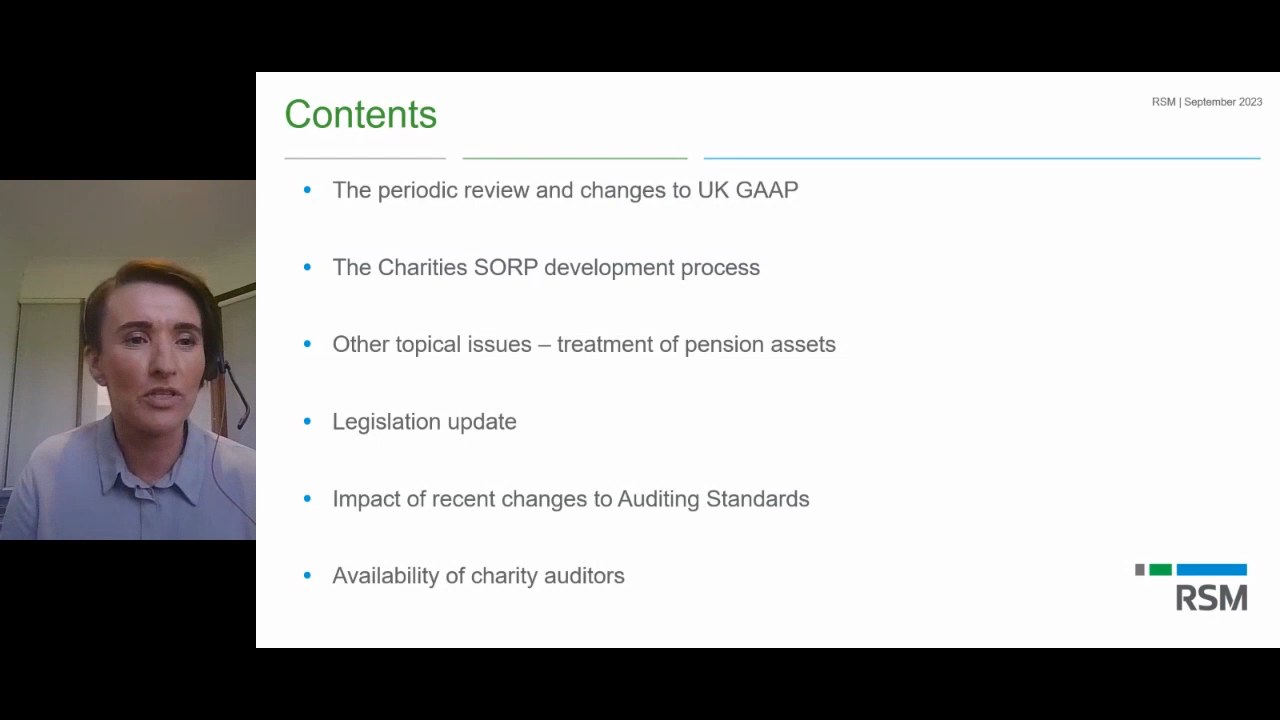 Contents
RSM | September 2023
The periodic review and changes to UK GAAP
The Charities SORP development process
Other topical issues – treatment of pension assets
Legislation update
Impact of recent changes to Auditing Standards
Availability of charity auditors
RSM